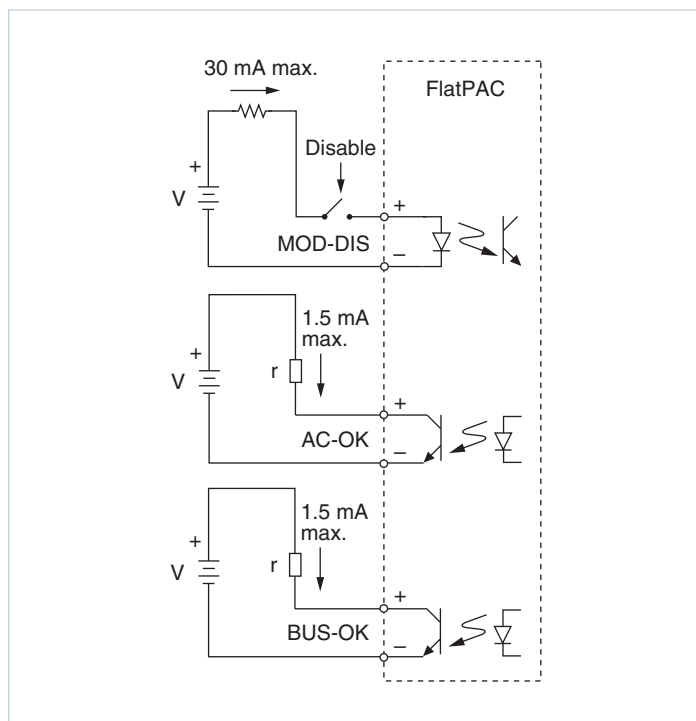 30 mA max.
FlatPAC
+
Disable
V
+
MOD-DIS
–
1.5 mA
max.
+
r
V
+
AC-OK
–
1.5 mA
max.
+
r
V
+
BUS-OK
–